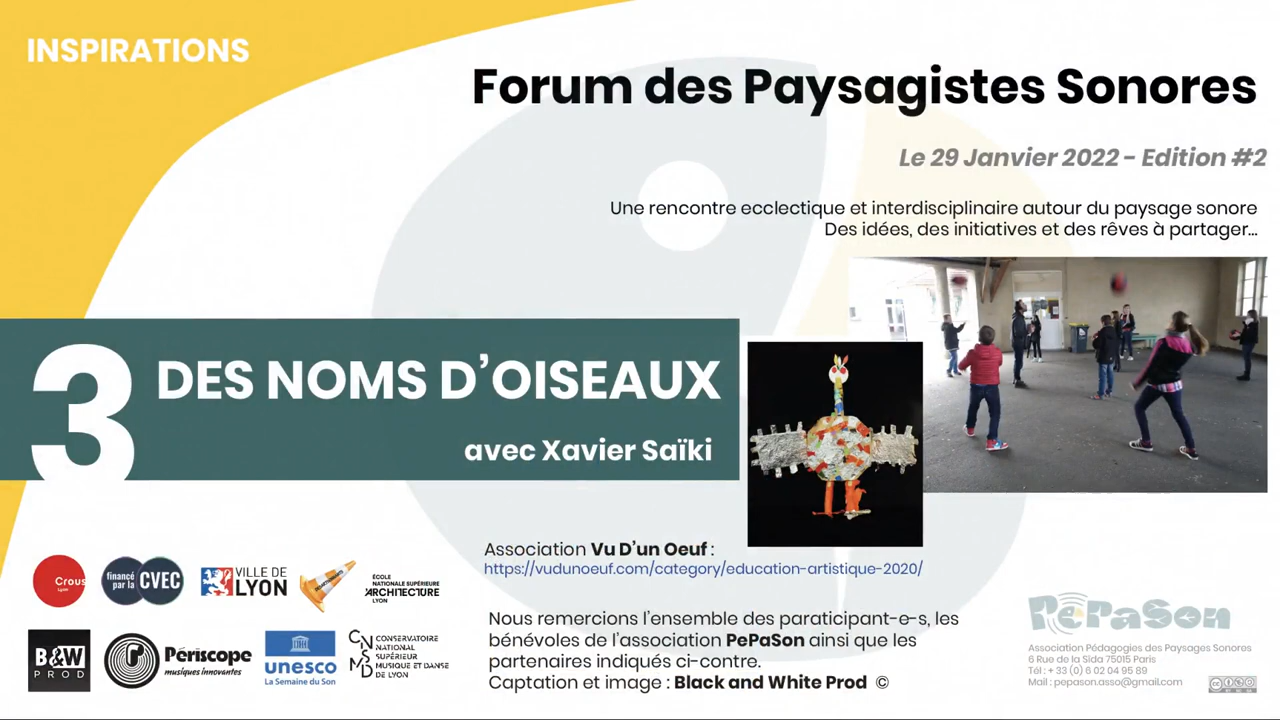 INSPIRATIONS
Forum des Paysagistes Sonores
Le 29 Janvier 2022 - Edition #2
Une rencontre ecclectique et interdisciplinaire autour du paysage sonore
Des idées, des initiatives et des rêves à partager...
3
DES NOMS D'OISEAUX
avec Xavier Saïki
Association Vu D'un Oeuf :
https://vudunoeuf.com/category/education-artistique-2020/
Crous
Lyon
financé
par la
CVEC
VILLE DE
LYON
ÉCOLE
NATIONALE SUPÉRIEURE
ARCHITECTURE
LYON
B&W
PROD
Périscope
musiques innovantes
unesco
La Semaine du Son
CNSMD
CONSERVATOIRE
NATIONAL
SUPÉRIEUR
MUSIQUE ET DANSE
DE LYON
Nous remercions l'ensemble des paraticipant-e-s, les
bénévoles de l'association PePaSon ainsi que les
partenaires indiqués ci-contre.
Captation et image : Black and White Prod ©
PePaSon
Association Pédagogies des Paysages Sonores
6 Rue de la Sida 75015 Paris
Tél : + 33 (0) 6 02 04 95 89
Mail : pepason.asso@gmail.com